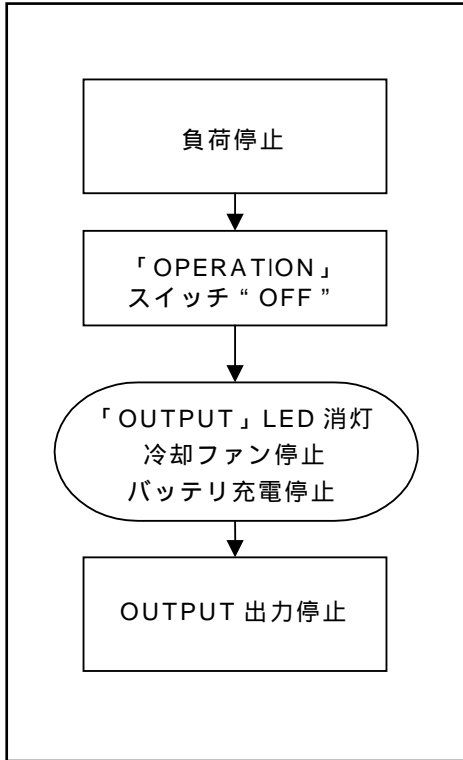 負荷停止
「OPERATION」
スイッチ“OFF”
「OUTPUT」LED 消灯
冷却ファン停止
バッテリ充電停止
OUTPUT 出力停止